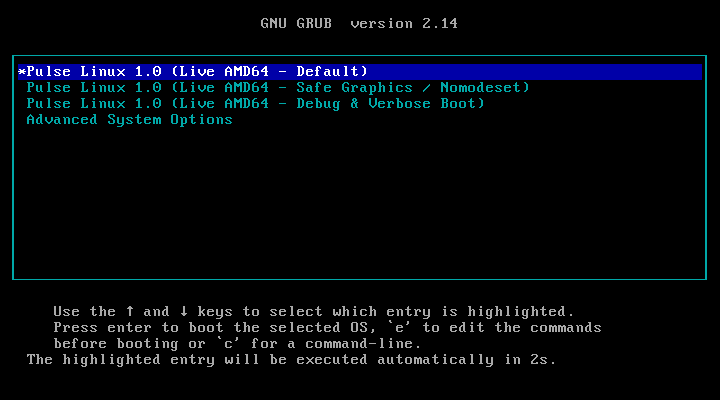 GNU GRUB  version 2.14
*Pulse Linux 1.0 (Live AMD64 - Default)
Pulse Linux 1.0 (Live AMD64 - Safe Graphics / Nomodeset)
Pulse Linux 1.0 (Live AMD64 - Debug & Verbose Boot)
Advanced System Options
Use the ↑ and ↓ keys to select which entry is highlighted.
Press enter to boot the selected OS, `e' to edit the commands
before booting or `c' for a command-line.
The highlighted entry will be executed automatically in 2s.